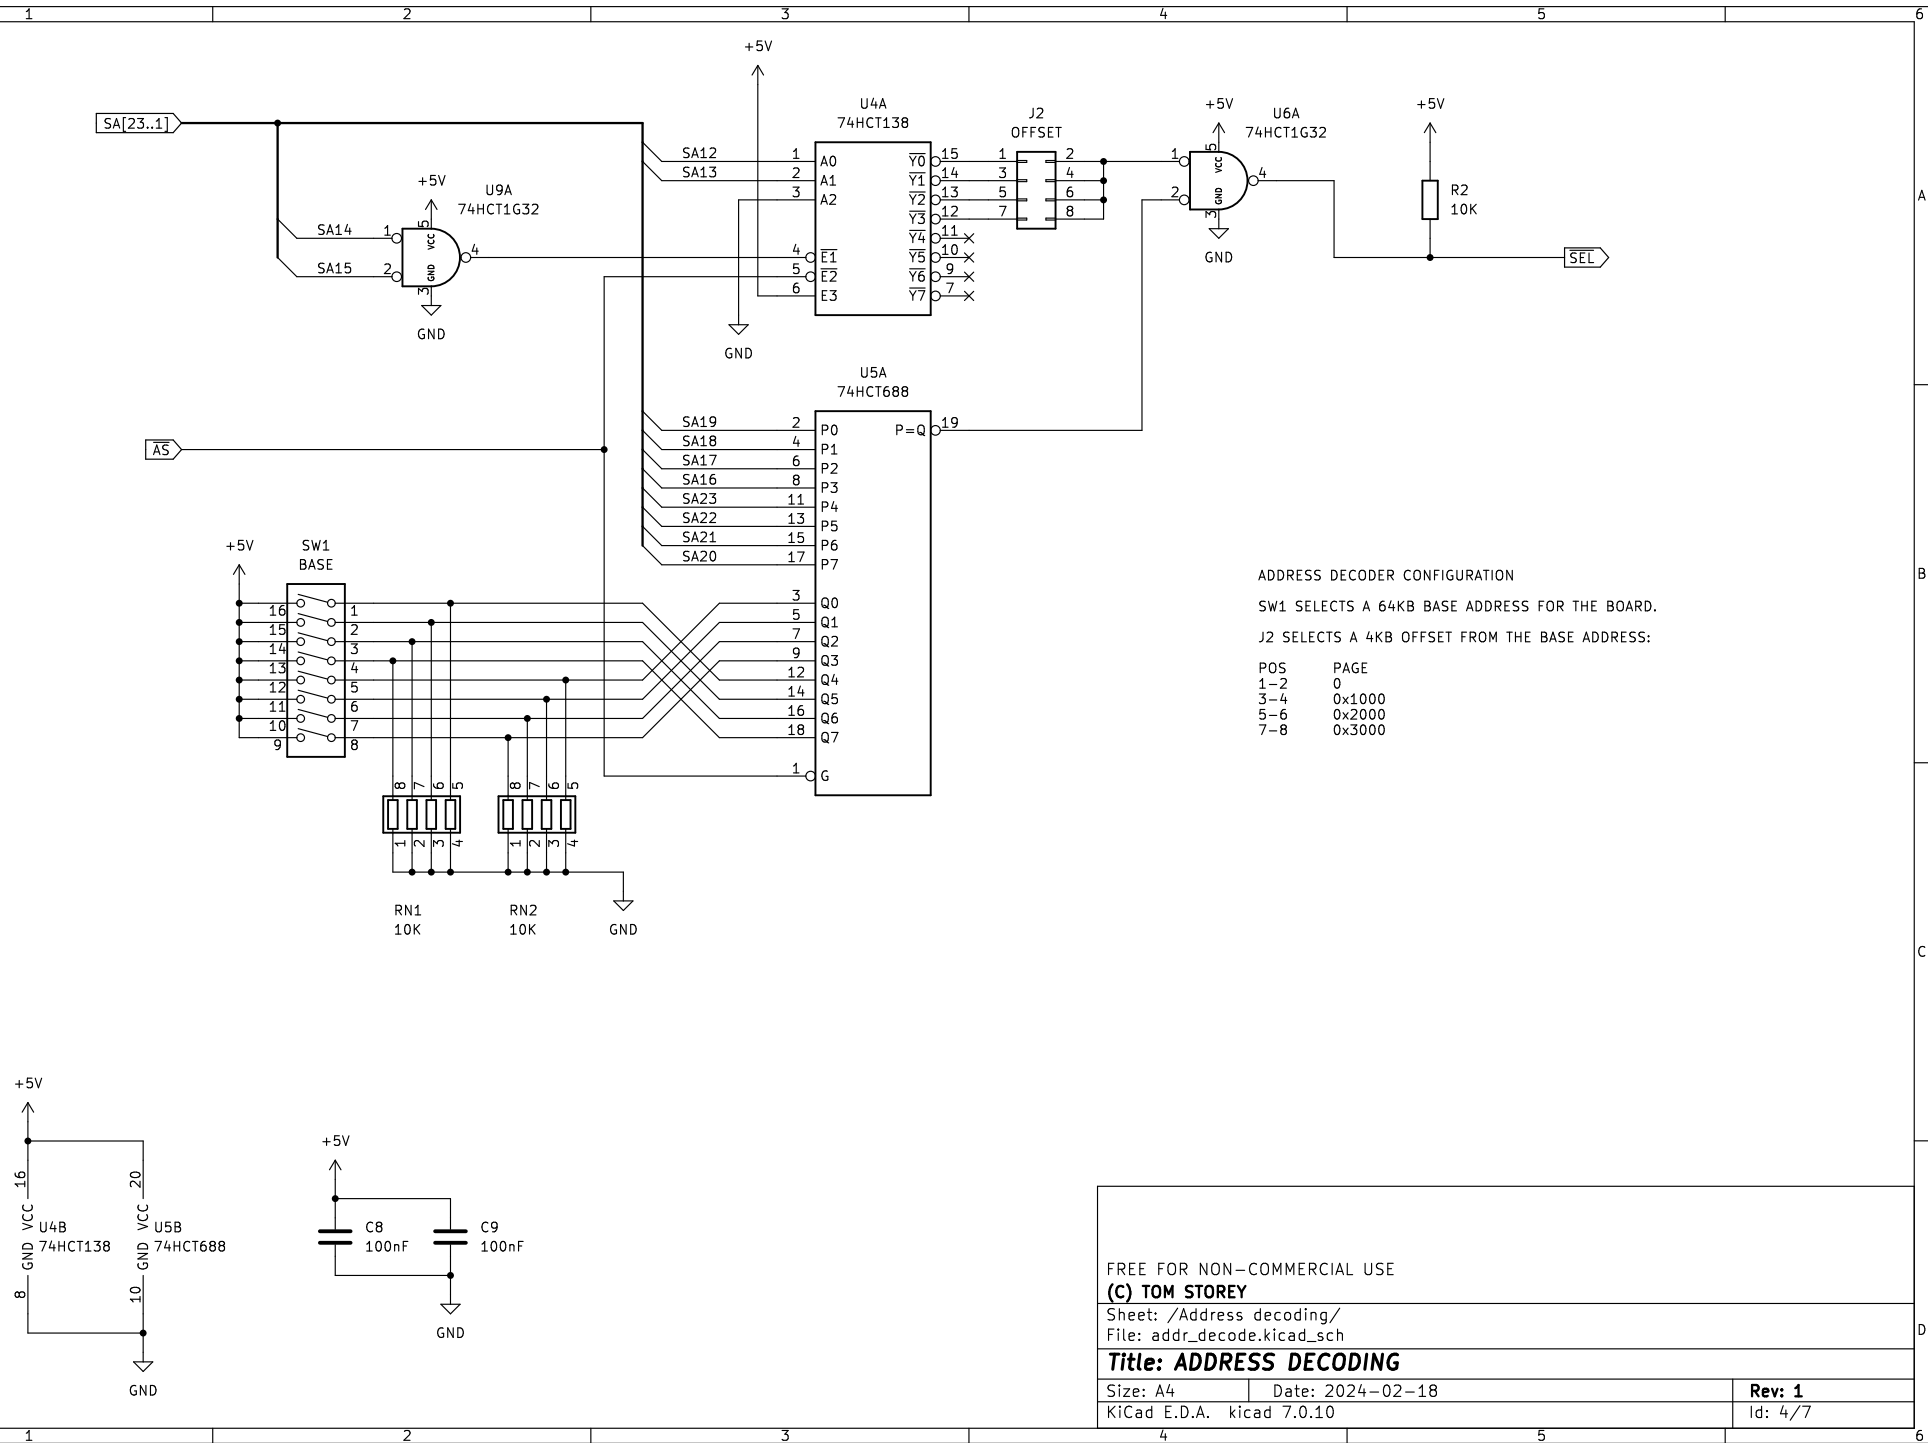 1 2 3 4 5 6
+5V
SA[23..1]
U4A
74HCT138
J2
OFFSET
+5V
U6A
74HCT1G32
+5V
SA12 1 A0 Y0 15 1 2 1
SA13 2 A1 Y1 14 3 4
3 A2 Y2 13 5 6 2
Y3 12 7 8
Y4 11
4 E1 Y5 10
5 E2 Y6 9
6 E3 Y7 7
VCC 5
GND 3
4
GND
R2
10K
A
SEL
+5V
U9A
74HCT1G32
SA14 1
SA15 2
VCC 5
GND 3
4
GND
GND
U5A
74HCT688
SA19 2 P0 P=Q 19
SA18 4 P1
SA17 6 P2
SA16 8 P3
SA23 11 P4
SA22 13 P5
SA21 15 P6
SA20 17 P7
AS
+5V
SW1
BASE
16 1 3 Q0
15 2 5 Q1
14 3 7 Q2
13 4 9 Q3
12 5 12 Q4
11 6 14 Q5
10 7 16 Q6
9 8 18 Q7
1 G
8 7 6 5 8 7 6 5
1 2 3 4 1 2 3 4
RN1
10K
RN2
10K
GND
B
ADDRESS DECODER CONFIGURATION
SW1 SELECTS A 64KB BASE ADDRESS FOR THE BOARD.
J2 SELECTS A 4KB OFFSET FROM THE BASE ADDRESS:
POS PAGE
1-2 0
3-4 0x1000
5-6 0x2000
7-8 0x3000
C
+5V
16 20
VCC VCC
U4B
74HCT138
U5B
74HCT688
GND GND
8 10
GND
+5V
C8
100nF
C9
100nF
GND
D
FREE FOR NON-COMMERCIAL USE
(C) TOM STOREY
Sheet: /Address decoding/
File: addr_decode.kicad_sch
Title: ADDRESS DECODING
Size: A4 Date: 2024-02-18 Rev: 1
KiCad E.D.A. kicad 7.0.10 Id: 4/7
1 2 3 4 5 6